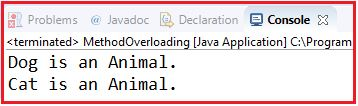 Problems @ Javadoc Declaration Console
<terminated> MethodOverloading [Java Application] C:\Program
Dog is an Animal.
Cat is an Animal.